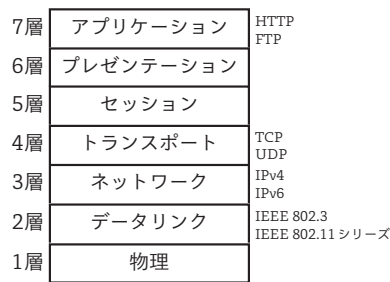 7層 アプリケーション HTTP
FTP
6層 プレゼンテーション
5層 セッション
4層 トランスポート TCP
UDP
3層 ネットワーク IPv4
IPv6
2層 データリンク IEEE 802.3
IEEE 802.11シリーズ
1層 物理